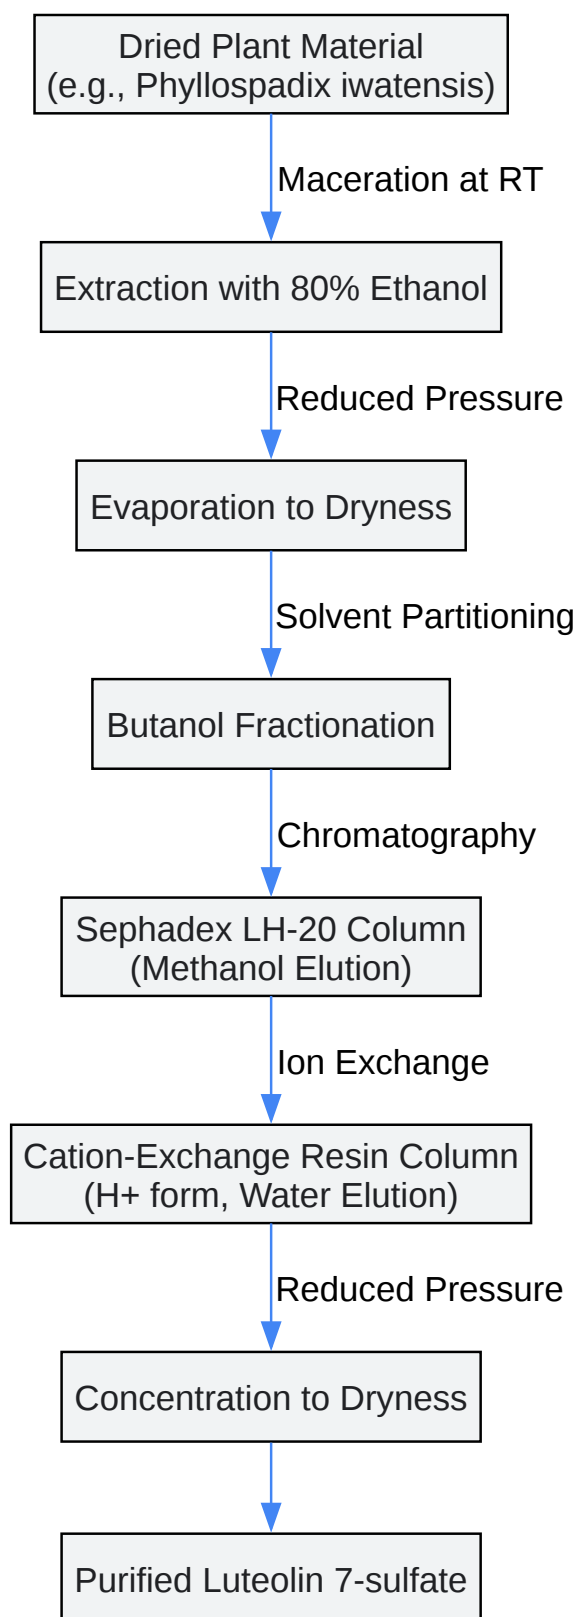 Dried Plant Material
(e.g., Phyllospadix iwatensis)
Maceration at RT
Extraction with 80% Ethanol
Reduced Pressure
Evaporation to Dryness
Solvent Partitioning
Butanol Fractionation
Chromatography
Sephadex LH-20 Column
(Methanol Elution)
Ion Exchange
Cation-Exchange Resin Column
(H+ form, Water Elution)
Reduced Pressure
Concentration to Dryness
Purified Luteolin 7-sulfate